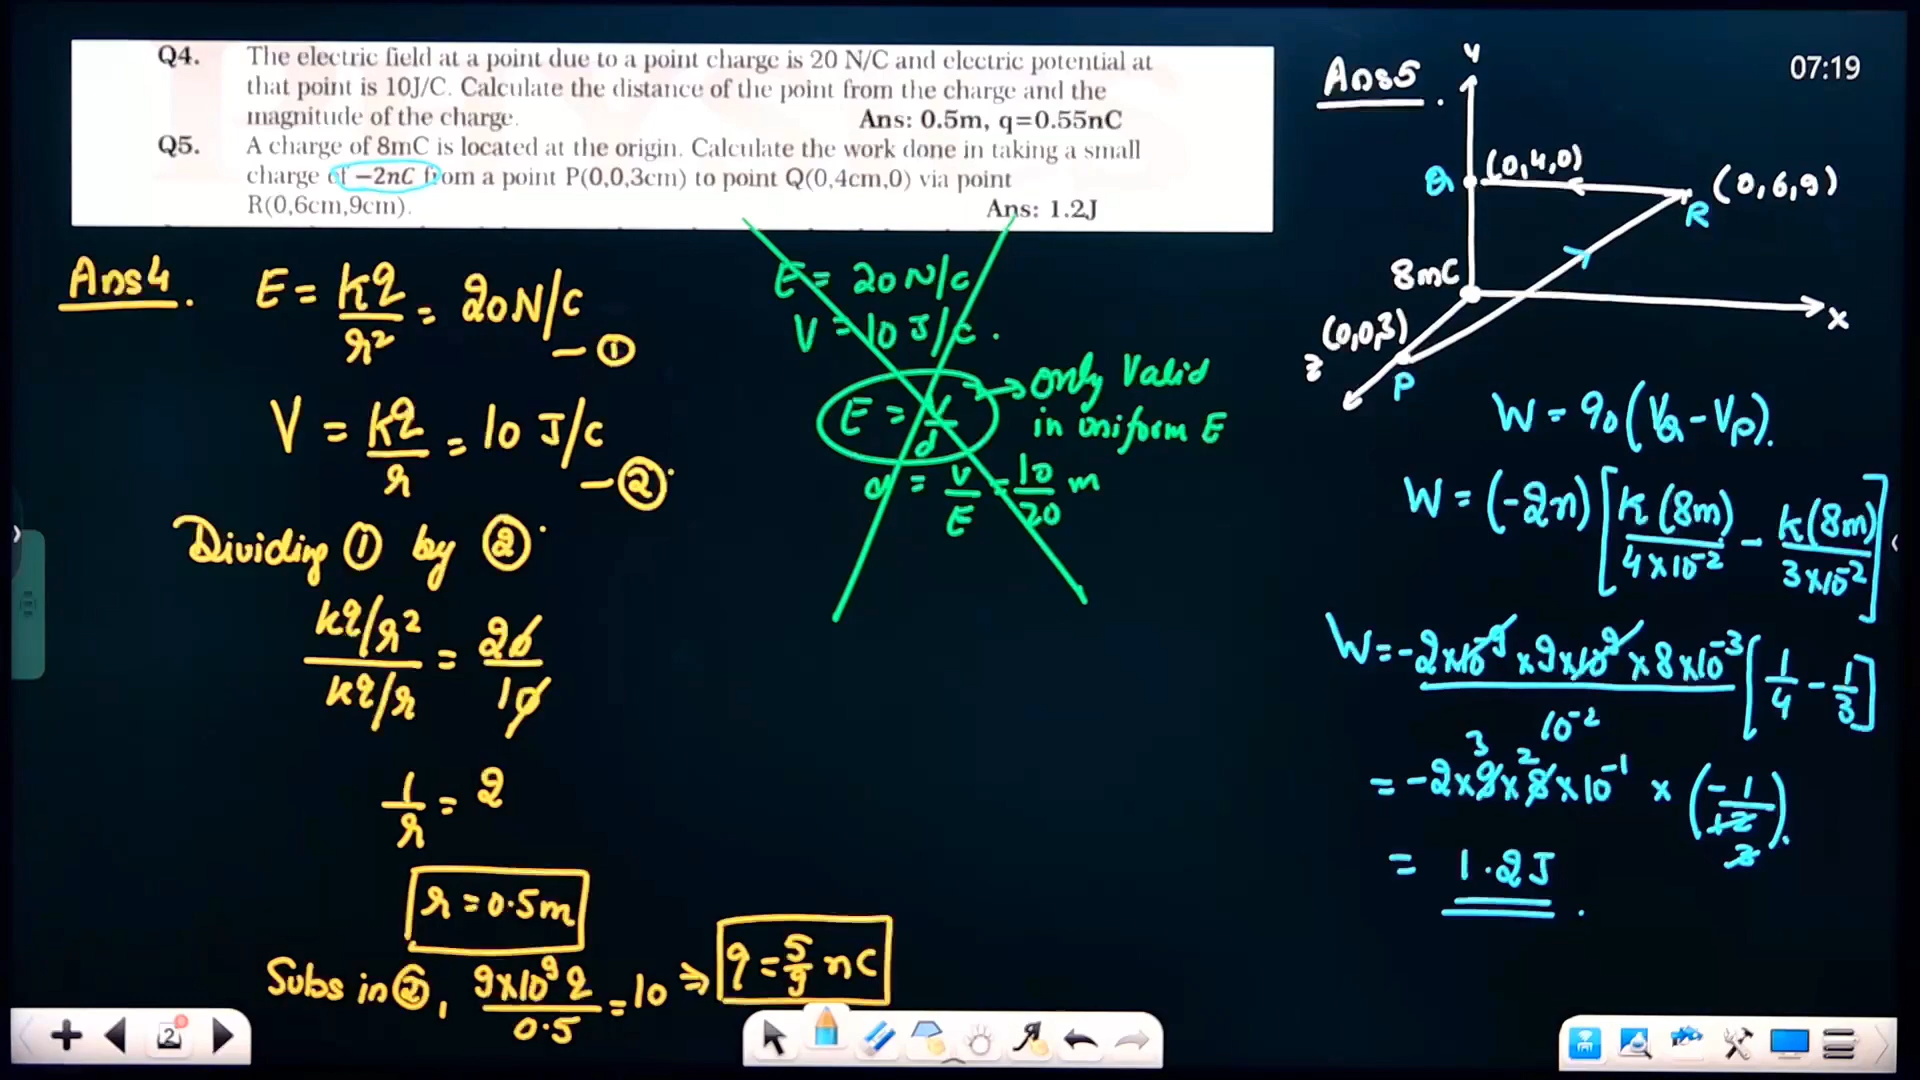 Q4. The electric field at a point due to a point charge is 20 N/C and electric potential at
that point is 10J/C. Calculate the distance of the point from the charge and the
magnitude of the charge. Ans: 0.5m, q=0.55nC
Q5. A charge of 8mC is located at the origin. Calculate the work done in taking a small
charge of −2nC from a point P(0,0,3cm) to point Q(0,4cm,0) via point
R(0,6cm,9cm). Ans: 1.2J
Ans4. E = kq/r² = 20N/C —①
V = kq/r = 10 J/C —②
Dividing ① by ②
(kq/r²)/(kq/r) = 20/10
1/r = 2
r = 0.5m
Subs in ②, 9×10⁹q/0.5 = 10 ⇒ q = 5/9 nC
E = 20N/C
V = 10 J/C.
E = V/d → only Valid
in uniform E
d = V/E = 10/20 m
07:19
Ans5.
y
Q (0,4,0)
R (0,6,9)
8mC
x
(0,0,3)
z
P
W = q₀(VQ − VP).
W = (−2n)[k(8m)/4×10⁻² − k(8m)/3×10⁻²]
W = −2×10⁻⁹×9×10⁹×8×10⁻³/10⁻² [1/4 − 1/3]
3 2
= −2×9×8×10⁻¹ × (−1/12).
3
= 1.2J.
2